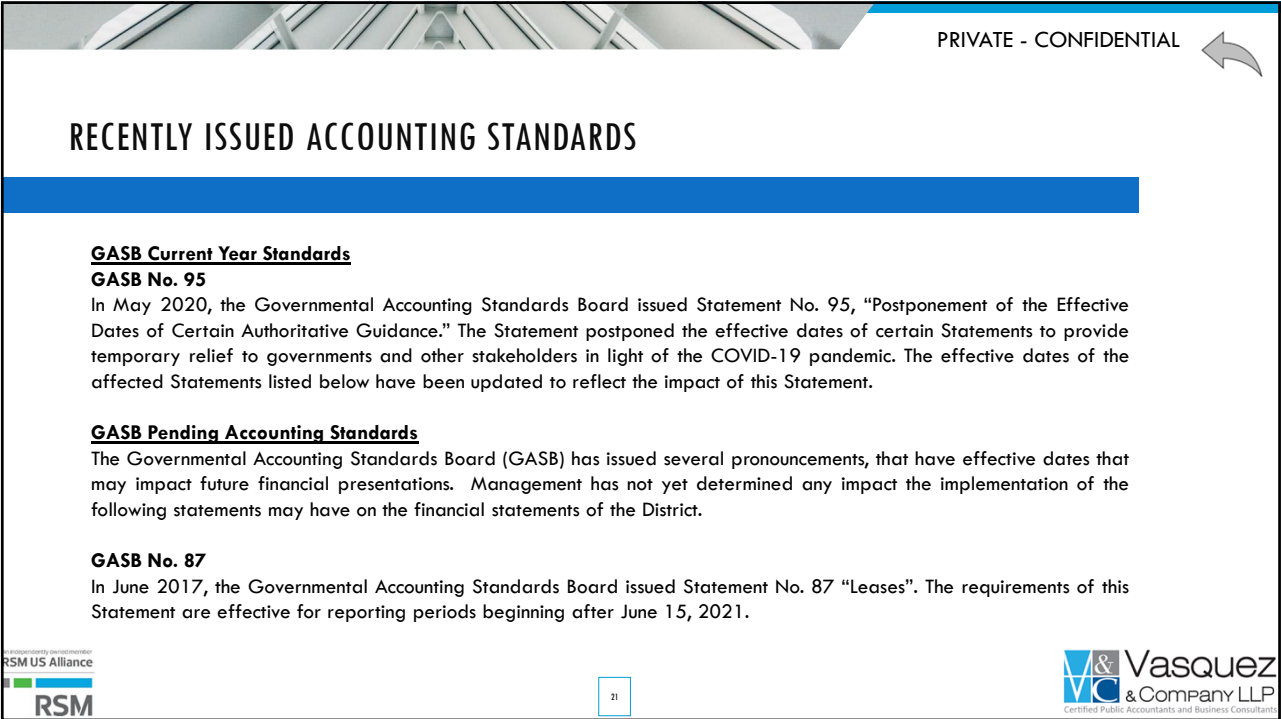 PRIVATE - CONFIDENTIAL
RECENTLY ISSUED ACCOUNTING STANDARDS
GASB Current Year Standards
GASB No. 95
In May 2020, the Governmental Accounting Standards Board issued Statement No. 95, “Postponement of the Effective
Dates of Certain Authoritative Guidance.” The Statement postponed the effective dates of certain Statements to provide
temporary relief to governments and other stakeholders in light of the COVID-19 pandemic. The effective dates of the
affected Statements listed below have been updated to reflect the impact of this Statement.
GASB Pending Accounting Standards
The Governmental Accounting Standards Board (GASB) has issued several pronouncements, that have effective dates that
may impact future financial presentations.  Management has not yet determined any impact the implementation of the
following statements may have on the financial statements of the District.
GASB No. 87
In June 2017, the Governmental Accounting Standards Board issued Statement No. 87 “Leases”. The requirements of this
Statement are effective for reporting periods beginning after June 15, 2021.
An independently owned member
RSM US Alliance
RSM
21
V&C
Vasquez
& COMPANY LLP
Certified Public Accountants and Business Consultants